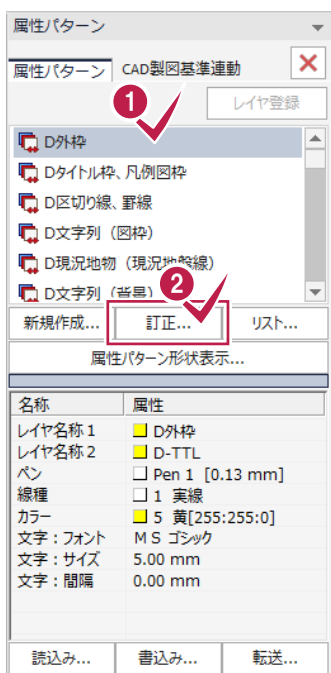 属性パターン
属性パターン CAD製図基準連動
1
レイヤ登録
D外枠
Dタイトル枠、凡例図枠
D区切り線、罫線
D文字列（図枠）
D現況地物（現況地盤線）
D文字列（背景）
2
新規作成... 訂正... リスト...
属性パターン形状表示...
名称 属性
レイヤ名称1 D外枠
レイヤ名称2 D-TTL
ペン Pen 1 [0.13 mm]
線種 1 実線
カラー 5 黄[255:255:0]
文字：フォント ＭＳ ゴシック
文字：サイズ 5.00 mm
文字：間隔 0.00 mm
読込み... 書込み... 転送...